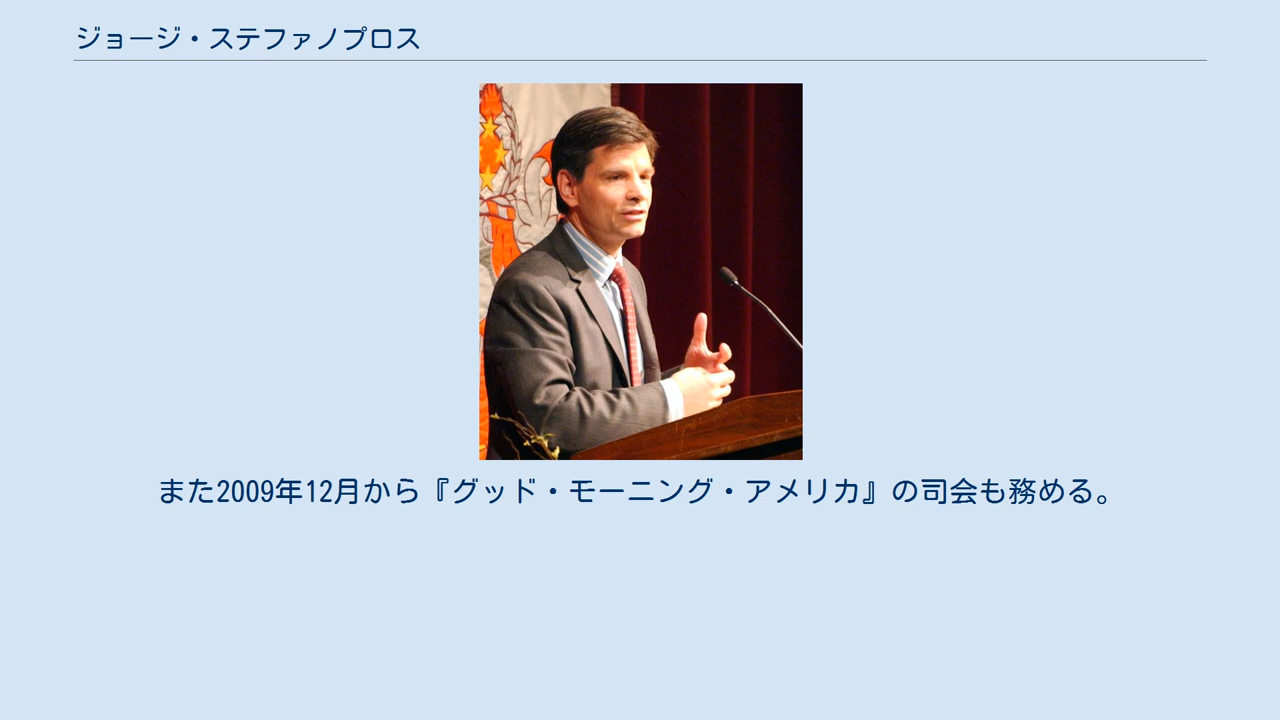 ジョージ・ステファノプロス
また2009年12月から『グッド・モーニング・アメリカ』の司会も務める。